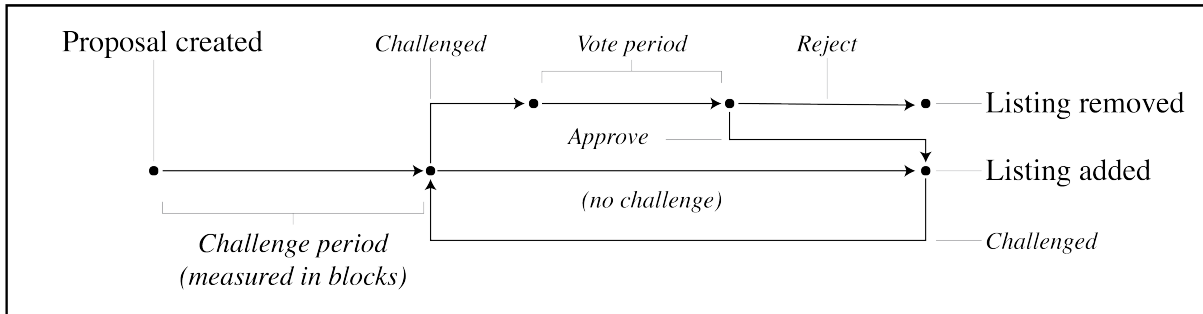 Proposal created
Challenged
Vote period
Reject
Listing removed
Approve
Listing added
(no challenge)
Challenge period
(measured in blocks)
Challenged